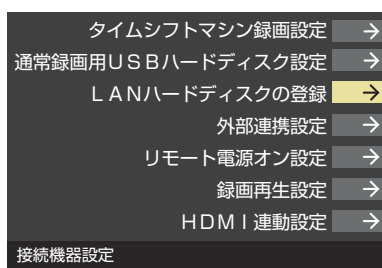 タイムシフトマシン録画設定 →
通常録画用USBハードディスク設定 →
LANハードディスクの登録 →
外部連携設定 →
リモート電源オン設定 →
録画再生設定 →
HDMI連動設定 →
接続機器設定